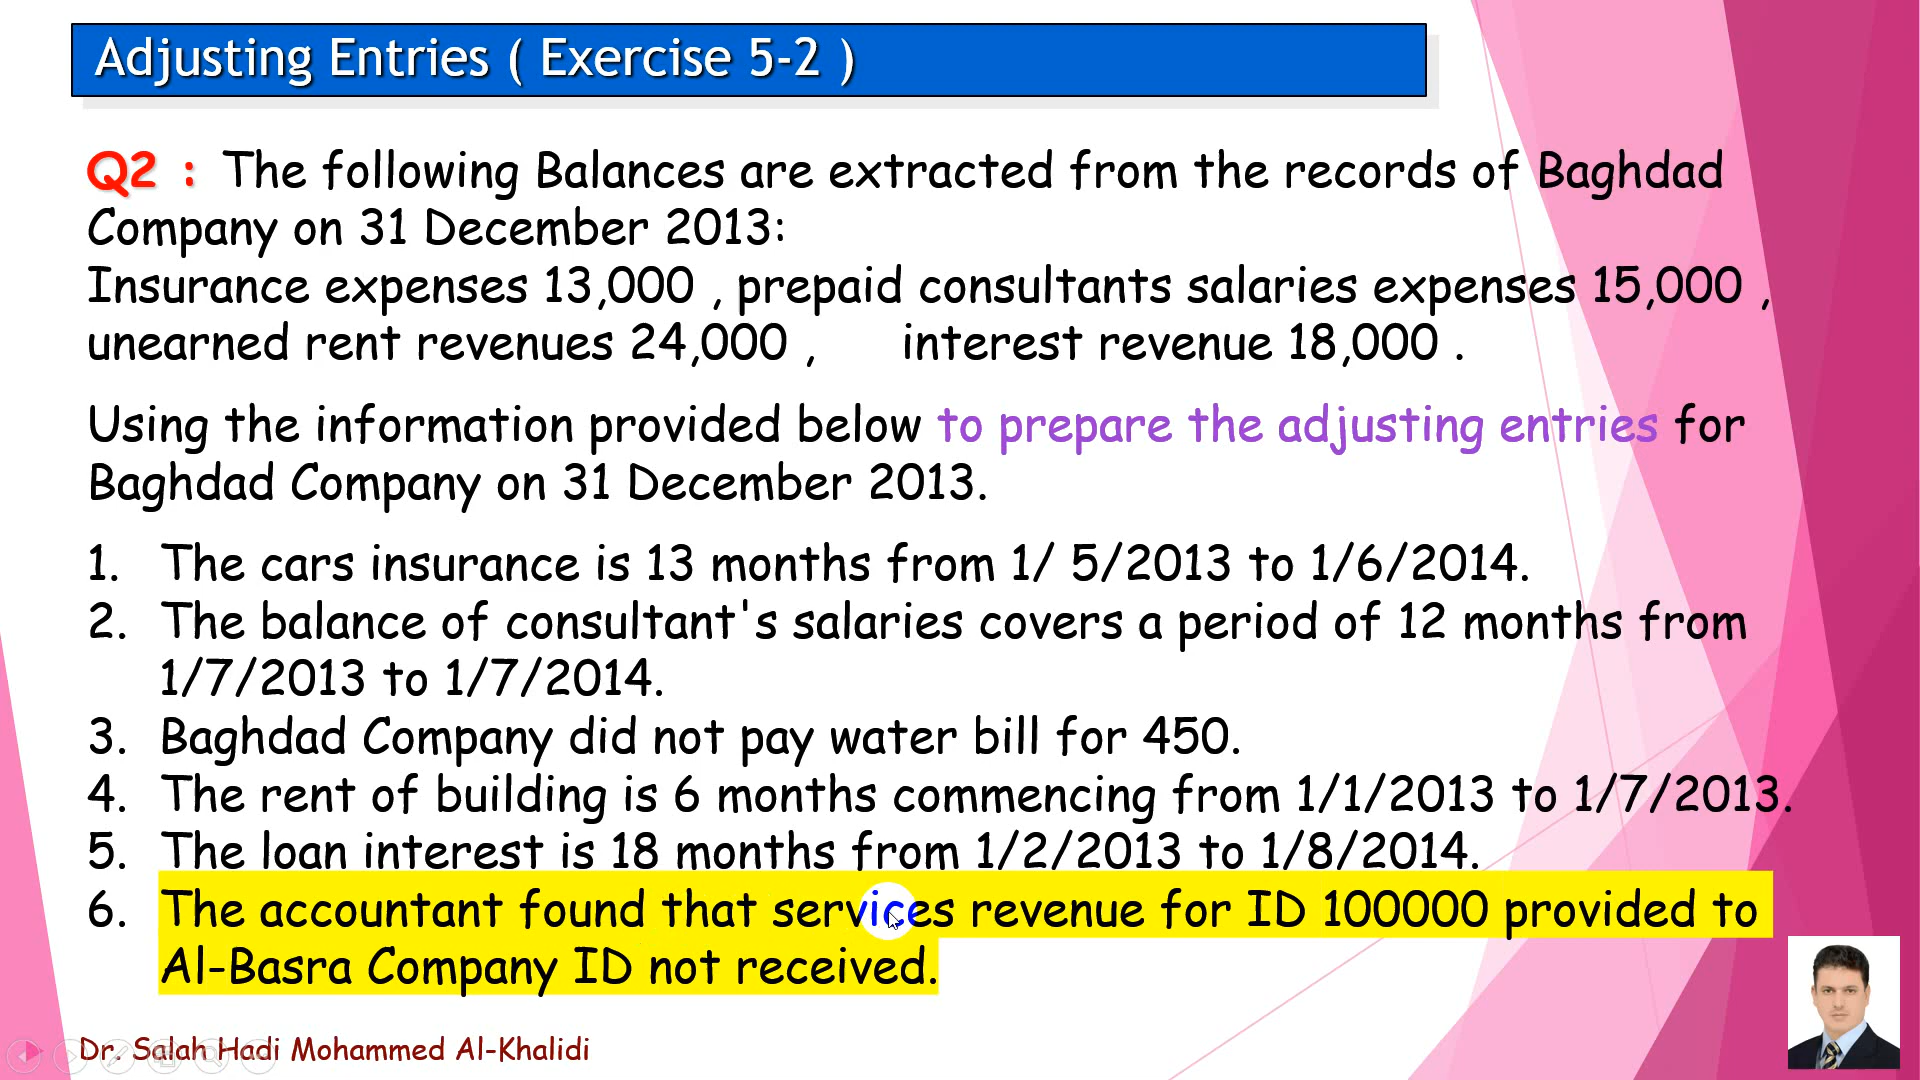 Adjusting Entries ( Exercise 5-2 )
Q2 : The following Balances are extracted from the records of Baghdad
Company on 31 December 2013:
Insurance expenses 13,000 , prepaid consultants salaries expenses 15,000 ,
unearned rent revenues 24,000 , interest revenue 18,000 .
Using the information provided below to prepare the adjusting entries for
Baghdad Company on 31 December 2013.
1. The cars insurance is 13 months from 1/ 5/2013 to 1/6/2014.
2. The balance of consultant's salaries covers a period of 12 months from
1/7/2013 to 1/7/2014.
3. Baghdad Company did not pay water bill for 450.
4. The rent of building is 6 months commencing from 1/1/2013 to 1/7/2013.
5. The loan interest is 18 months from 1/2/2013 to 1/8/2014.
6. The accountant found that services revenue for ID 100000 provided to
Al-Basra Company ID not received.
Dr. Salah Hadi Mohammed Al-Khalidi